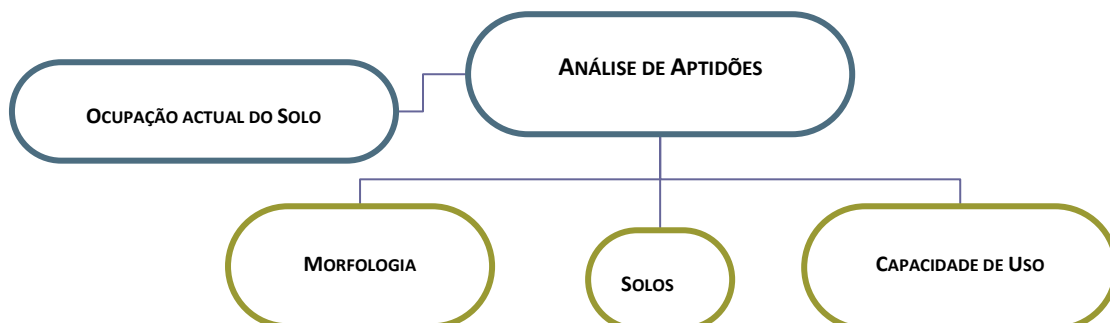 ANÁLISE DE APTIDÕES
OCUPAÇÃO ACTUAL DO SOLO
MORFOLOGIA
SOLOS
CAPACIDADE DE USO